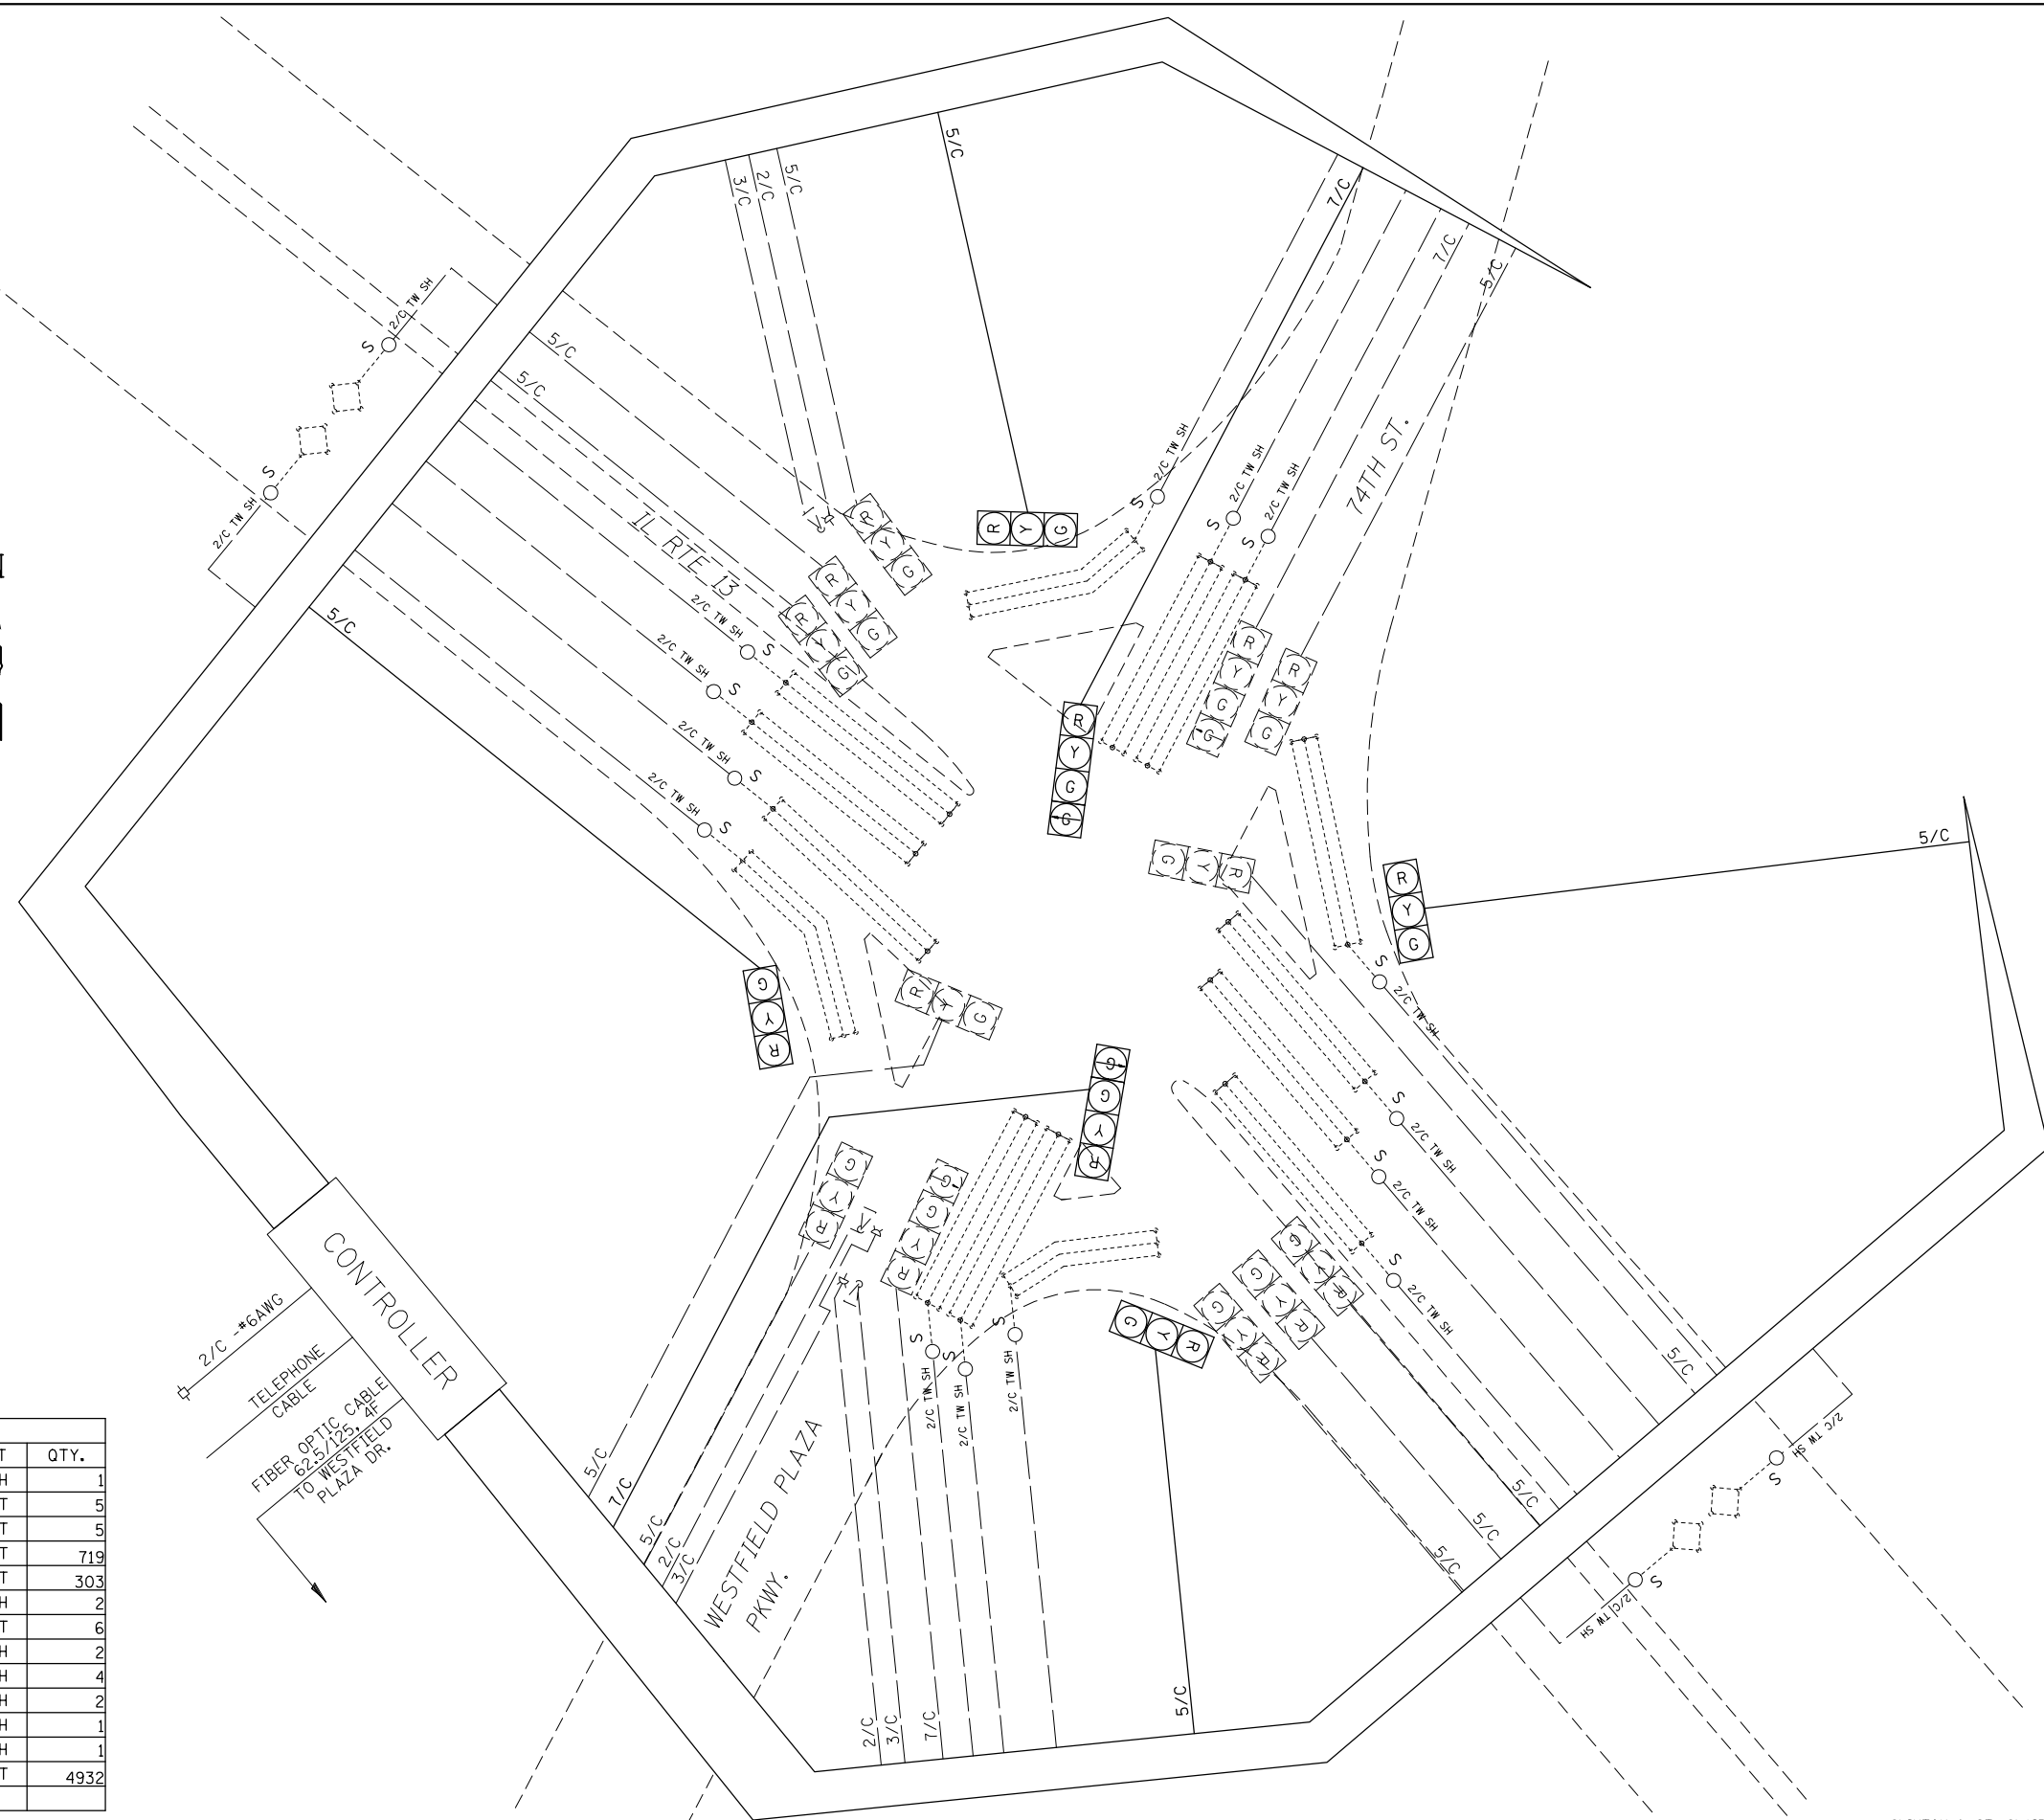 5/C
3/C
2/C
5/C
7/C
7/C
5/C
2/C TW SH
S
5/C
5/C
S
2/C TW SH
IL RTE 13
74TH ST.
2/C TW SH
S
2/C TW SH
S
2/C TW SH
S
R Y G
R Y G
R Y G
R Y G
2/C TW SH
S
2/C TW SH
S
2/C TW SH
S
2/C TW SH
S
5/C
R Y G G
R Y G
R Y G G
R Y G
5/C
R Y G
R Y G
R Y G
R Y G
S
2/C TW SH
S
2/C TW SH
S
2/C TW SH
S
2/C TW SH
R Y G G
R Y G
R Y G G
R Y G
R Y G
R Y G
R Y G
CONTROLLER
2/C -#6AWG
TELEPHONE
CABLE
FIBER OPTIC CABLE
62.5/125, 4F
TO WESTFIELD
PLAZA DR.
S
2/C TW SH
S
2/C TW SH
S
2/C TW SH
5/C
7/C
5/C
2/C
3/C
WESTFIELD PLAZA
PKWY.
2/C
3/C
7/C
5/C
5/C
5/C
5/C
5/C
2/C TW SH
S
S
2/C TW SH
T QTY.
H 1
T 5
T 5
T 719
T 303
H 2
T 6
H 2
H 4
H 2
H 1
H 1
T 4932